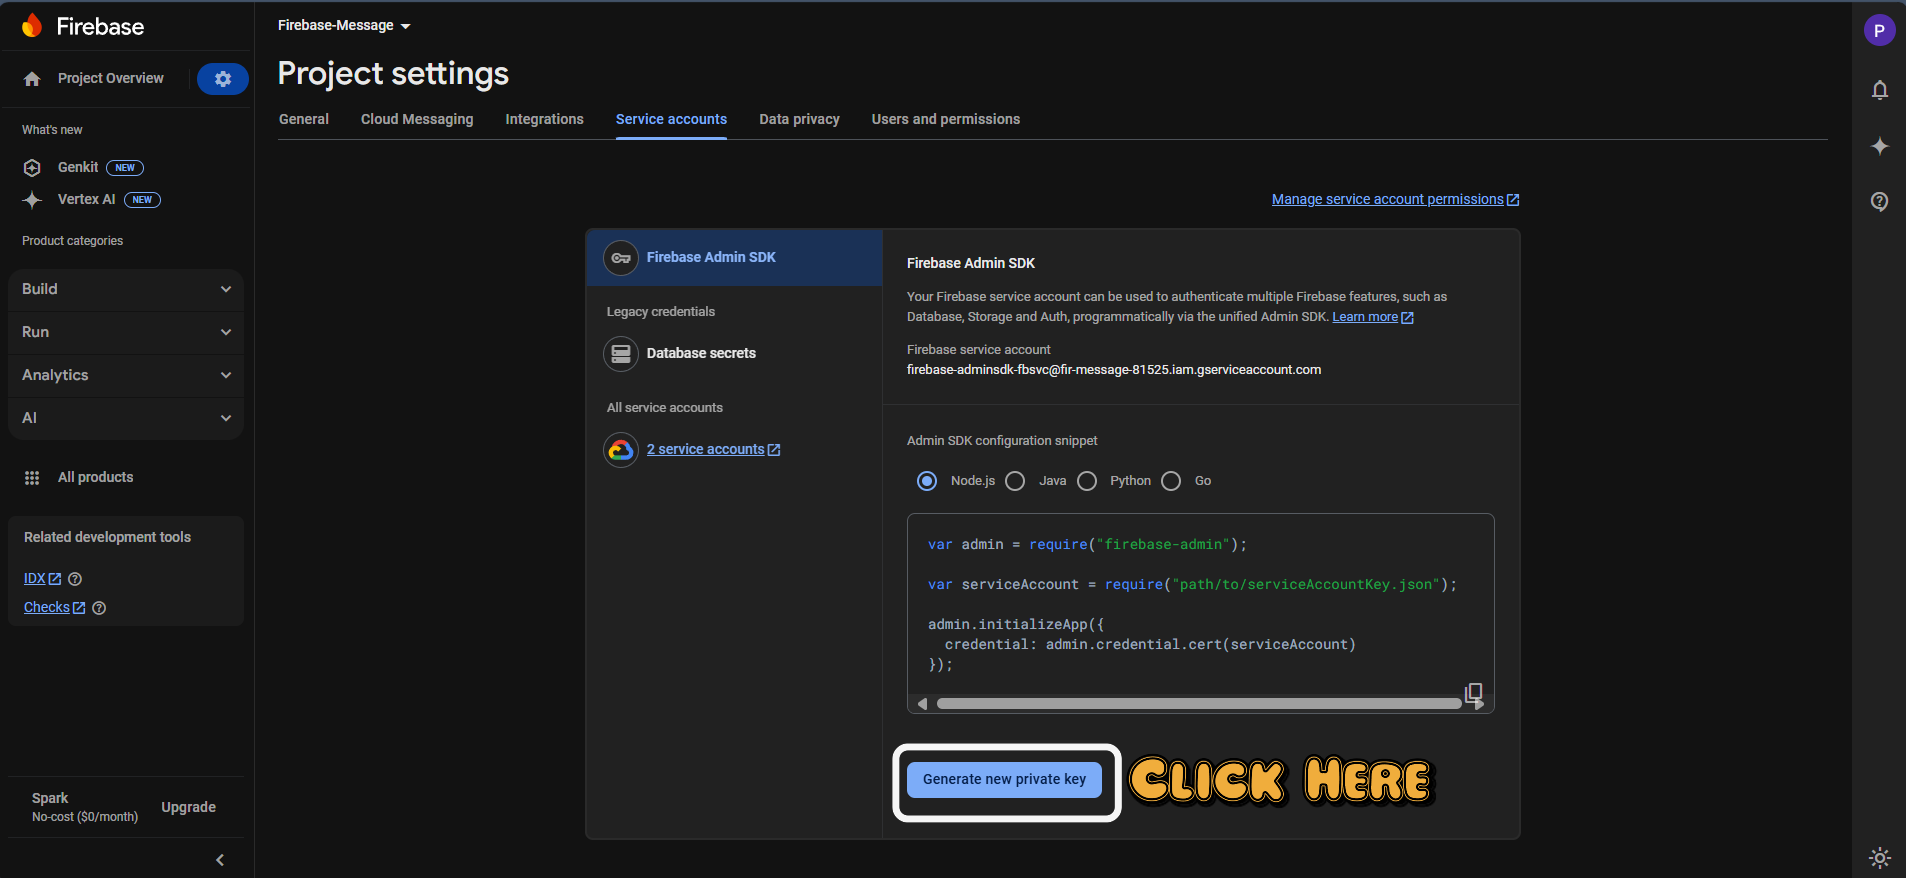 Firebase
Project Overview
What's new
Genkit NEW
Vertex AI NEW
Product categories
Build
Run
Analytics
AI
All products
Related development tools
IDX
Checks
Spark
No-cost ($0/month)
Upgrade
Firebase-Message
Project settings
General Cloud Messaging Integrations Service accounts Data privacy Users and permissions
Manage service account permissions
Firebase Admin SDK
Legacy credentials
Database secrets
All service accounts
2 service accounts
Firebase Admin SDK
Your Firebase service account can be used to authenticate multiple Firebase features, such as
Database, Storage and Auth, programmatically via the unified Admin SDK. Learn more
Firebase service account
firebase-adminsdk-fbsvc@fir-message-81525.iam.gserviceaccount.com
Admin SDK configuration snippet
Node.js Java Python Go
var admin = require("firebase-admin");
var serviceAccount = require("path/to/serviceAccountKey.json");
admin.initializeApp({
  credential: admin.credential.cert(serviceAccount)
});
Generate new private key
Click Here
P